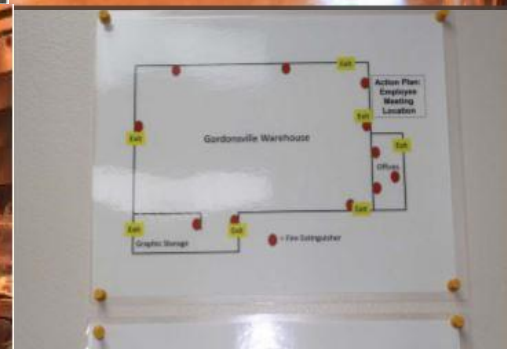 Exit
Action Plan:
Employee
Meeting
Location
Exit
Exit
Gordonsville Warehouse
Exit
Offices
Exit
Exit
Exit
Graphic Storage
= Fire Extinguisher